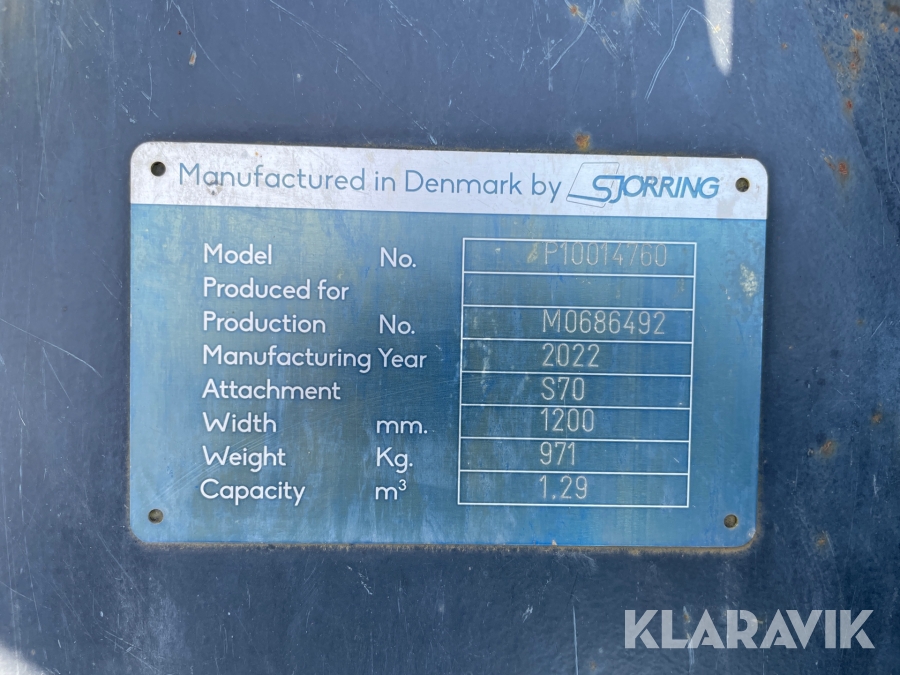 Manufactured in Denmark by SJORRING
Model No. P10014760
Produced for
Production No. M0686492
Manufacturing Year 2022
Attachment S70
Width mm. 1200
Weight Kg. 971
Capacity m³ 1.29
KLARAVIK